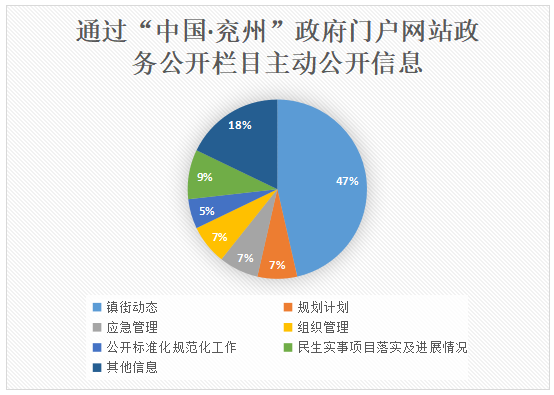 通过“中国·兖州”政府门户网站政
务公开栏目主动公开信息
18%
47%
9%
5%
7%
7%
7%
镇街动态
规划计划
应急管理
组织管理
公开标准化规范化工作
民生实事项目落实及进展情况
其他信息